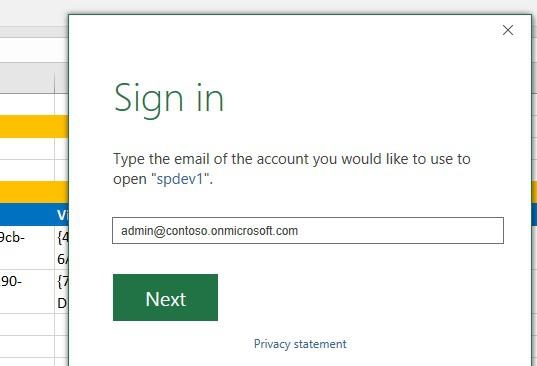 Sign in
Type the email of the account you would like to use to
open "spdev1".
Vi
9cb-
{4
admin@contoso.onmicrosoft.com
6/
90-
{7
D
Next
Privacy statement